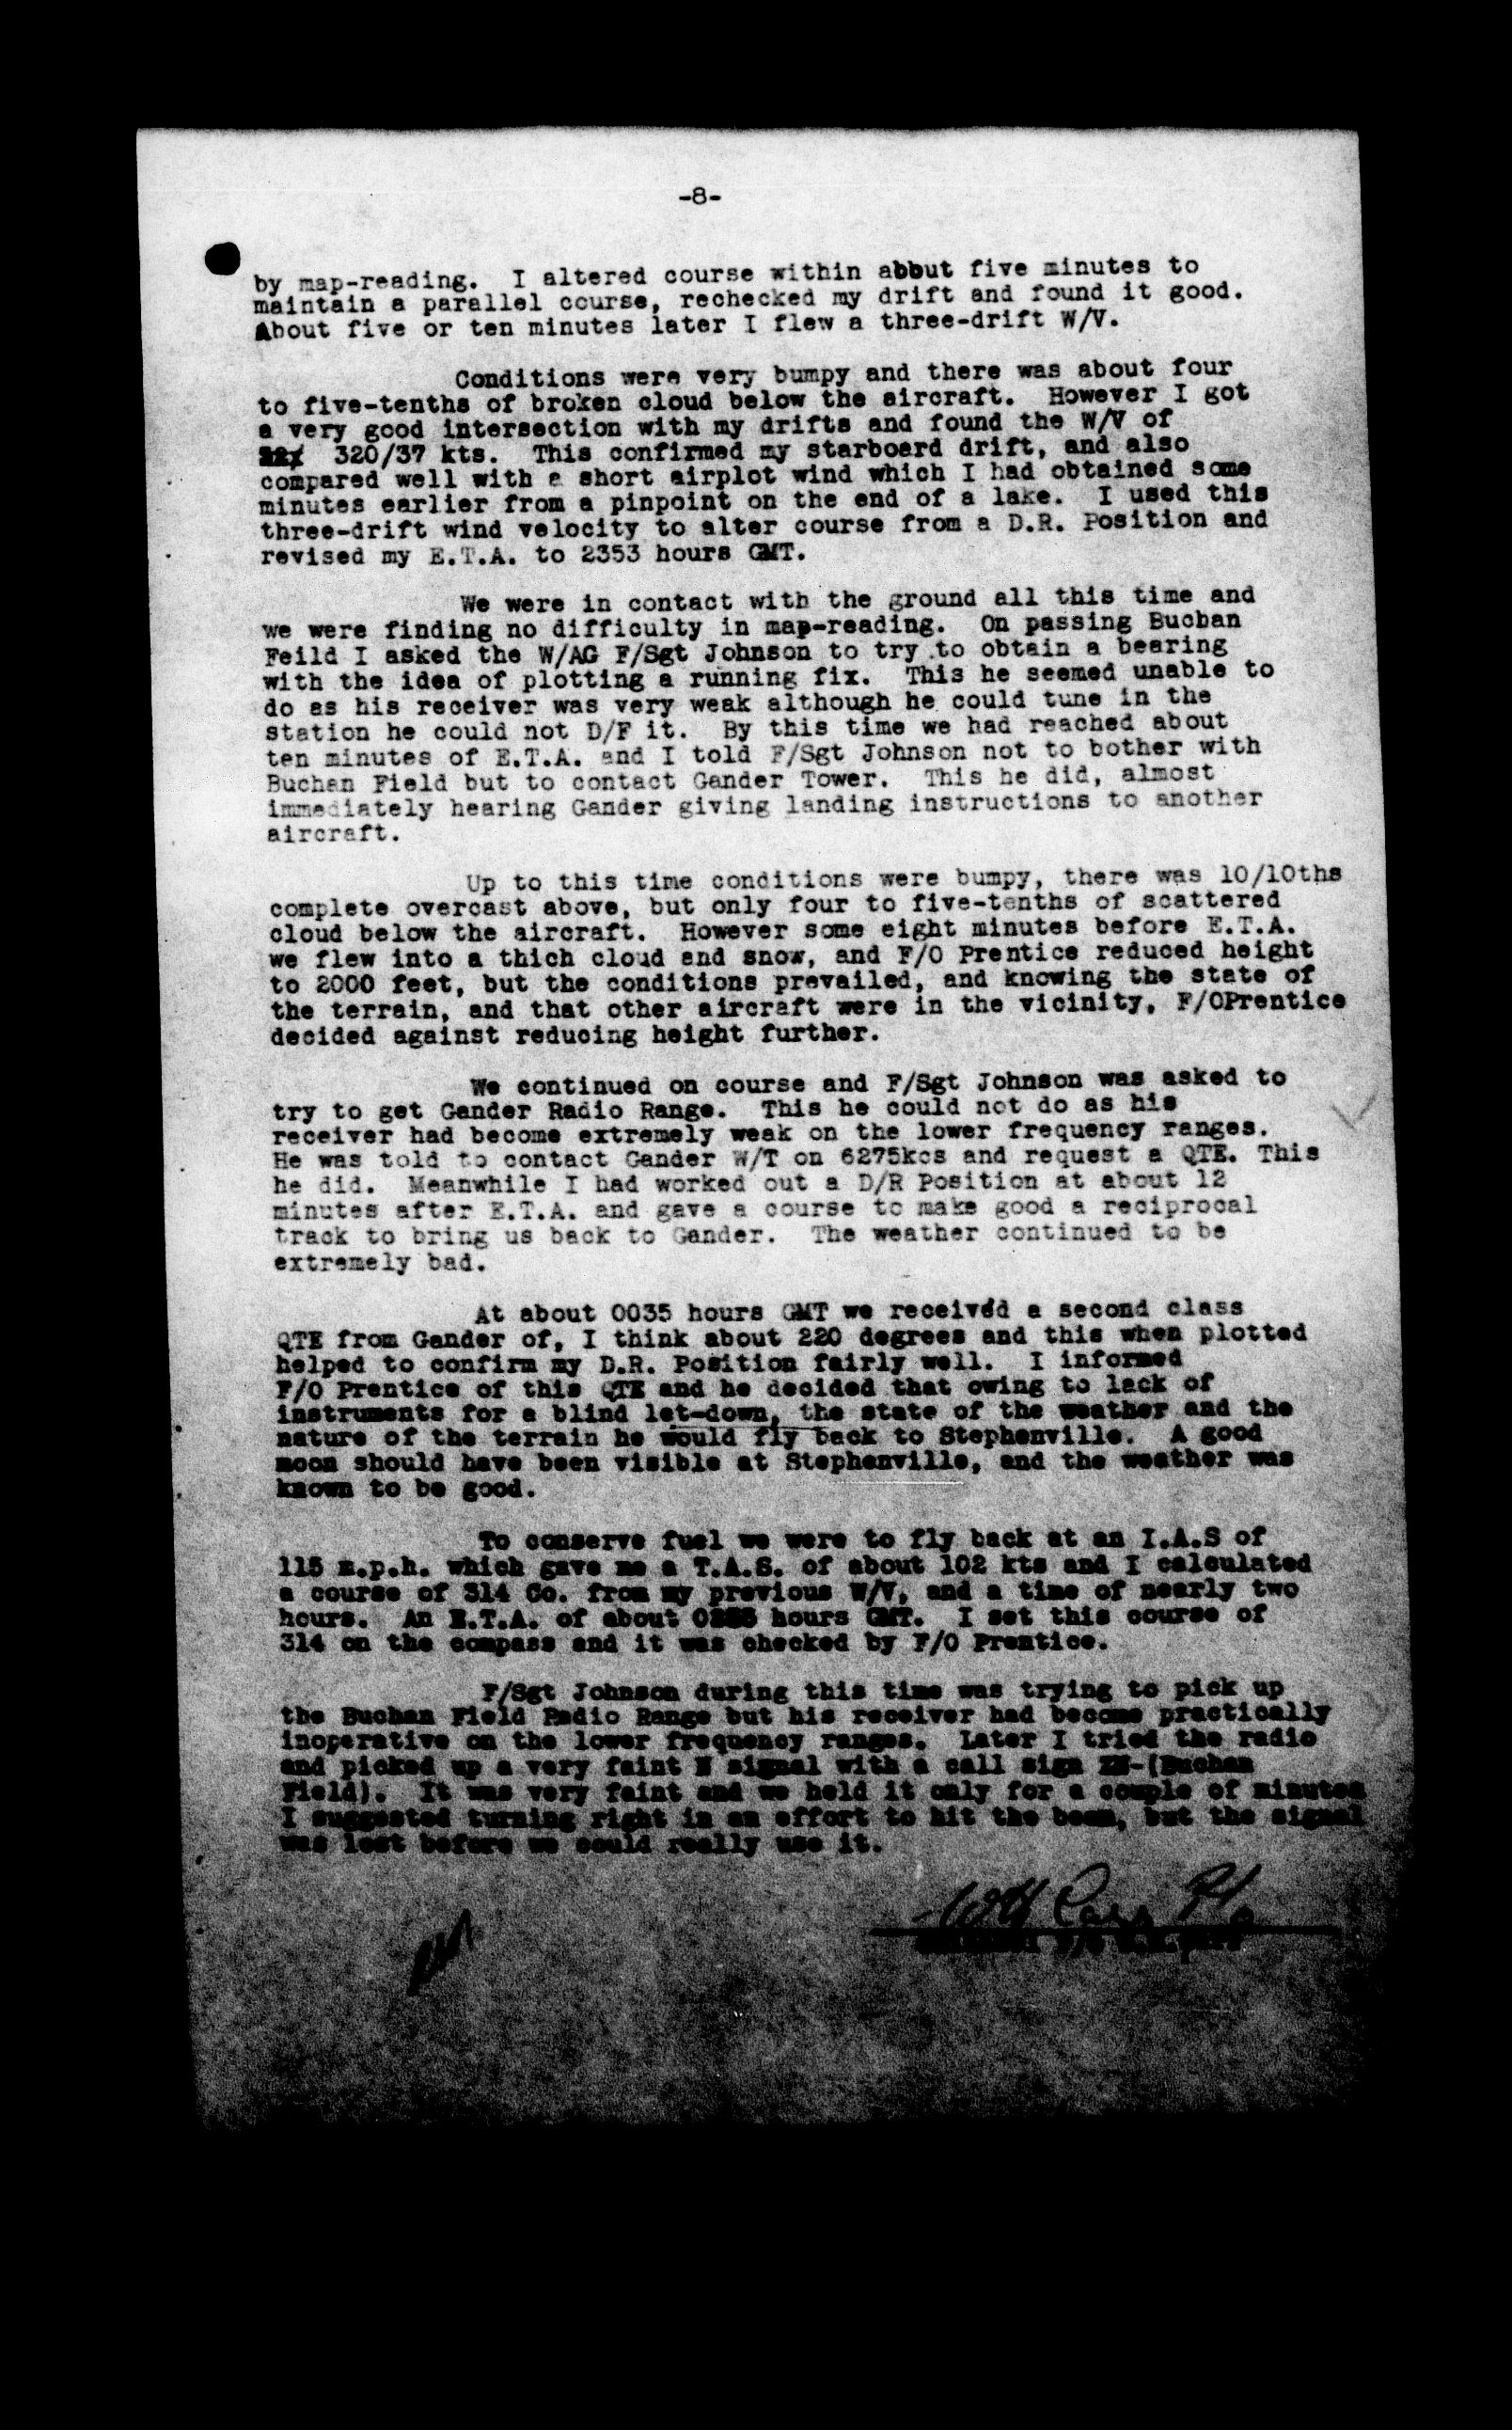 -8-
by map-reading. I altered course within abbut five minutes to
maintain a parallel course, rechecked my drift and found it good.
About five or ten minutes later I flew a three-drift W/V.
Conditions were very bumpy and there was about four
to five-tenths of broken cloud below the aircraft. However I got
a very good intersection with my drifts and found the W/V of
320/37 kts. This confirmed my starboard drift, and also
compared well with a short airplot wind which I had obtained some
minutes earlier from a pinpoint on the end of a lake. I used this
three-drift wind velocity to alter course from a D.R. Position and
revised my E.T.A. to 2353 hours GMT.
We were in contact with the ground all this time and
we were finding no difficulty in map-reading. On passing Buchan
Feild I asked the W/AG F/Sgt Johnson to try to obtain a bearing
with the idea of plotting a running fix. This he seemed unable to
do as his receiver was very weak although he could tune in the
station he could not D/F it. By this time we had reached about
ten minutes of E.T.A. and I told F/Sgt Johnson not to bother with
Buchan Field but to contact Gander Tower. This he did, almost
immediately hearing Gander giving landing instructions to another
aircraft.
Up to this time conditions were bumpy, there was 10/10ths
complete overcast above, but only four to five-tenths of scattered
cloud below the aircraft. However some eight minutes before E.T.A.
we flew into a thich cloud and snow, and F/O Prentice reduced height
to 2000 feet, but the conditions prevailed, and knowing the state of
the terrain, and that other aircraft were in the vicinity, F/OPrentice
decided against reducing height further.
We continued on course and F/Sgt Johnson was asked to
try to get Gander Radio Range. This he could not do as his
receiver had become extremely weak on the lower frequency ranges.
He was told to contact Gander W/T on 6275kcs and request a QTE. This
he did. Meanwhile I had worked out a D/R Position at about 12
minutes after E.T.A. and gave a course to make good a reciprocal
track to bring us back to Gander. The weather continued to be
extremely bad.
At about 0035 hours GMT we received a second class
QTE from Gander of, I think about 220 degrees and this when plotted
helped to confirm my D.R. Position fairly well. I informed
F/O Prentice of this QTE and he decided that owing to lack of
instruments for a blind let-down, the state of the weather and the
nature of the terrain he would fly back to Stephenville. A good
moon should have been visible at Stephenville, and the weather was
known to be good.
To conserve fuel we were to fly back at an I.A.S of
115 m.p.h. which gave me a T.A.S. of about 102 kts and I calculated
a course of 314 Co. from my previous W/V, and a time of nearly two
hours. An E.T.A. of about hours GMT. I set this course of
314 on the compass and it was checked by F/O Prentice.
F/Sgt Johnson during this time was trying to pick up
the Buchan Field Radio Range but his receiver had become practically
inoperative on the lower frequency ranges. Later I tried the radio
and picked up a very faint N signal with a call sign (Buchan
Field). It was very faint and we held it only for a couple of minutes
I suggested turning right in an effort to hit the beam, but the signal
was lost before we could really use it.